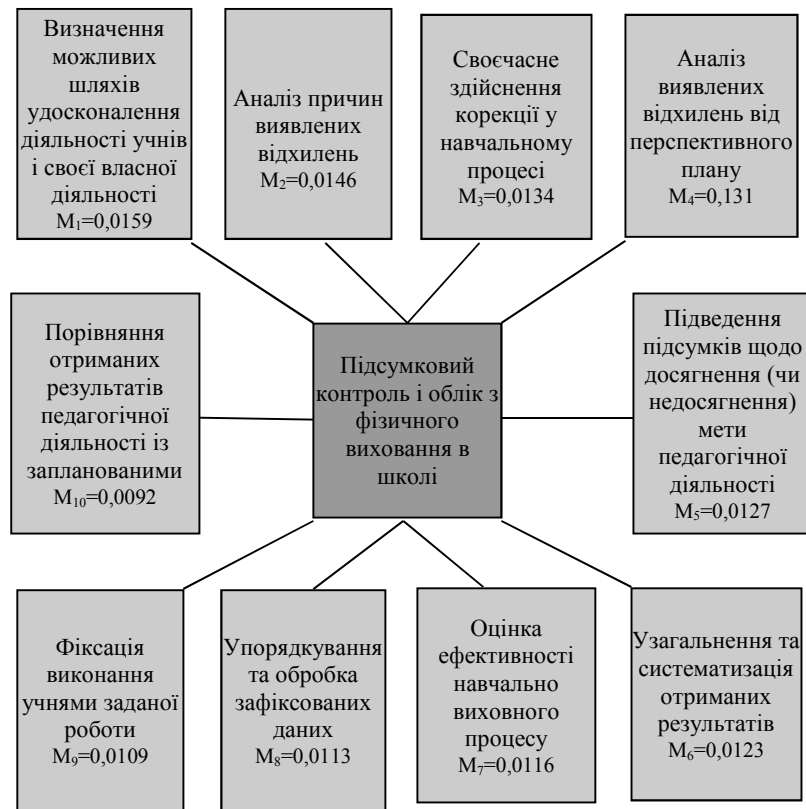 Визначення
можливих
шляхів
удосконалення
діяльності учнів
і своєї власної
діяльності
M₁=0,0159
Аналіз причин
виявлених
відхилень
M₂=0,0146
Своєчасне
здійснення
корекції у
навчальному
процесі
M₃=0,0134
Аналіз
виявлених
відхилень від
перспективного
плану
M₄=0,131
Порівняння
отриманих
результатів
педагогічної
діяльності із
запланованими
M₁₀=0,0092
Підсумковий
контроль і облік з
фізичного
виховання в
школі
Підведення
підсумків щодо
досягнення (чи
недосягнення)
мети
педагогічної
діяльності
M₅=0,0127
Фіксація
виконання
учнями заданої
роботи
M₉=0,0109
Упорядкування
та обробка
зафіксованих
даних
M₈=0,0113
Оцінка
ефективності
навчально
виховного
процесу
M₇=0,0116
Узагальнення та
систематизація
отриманих
результатів
M₆=0,0123